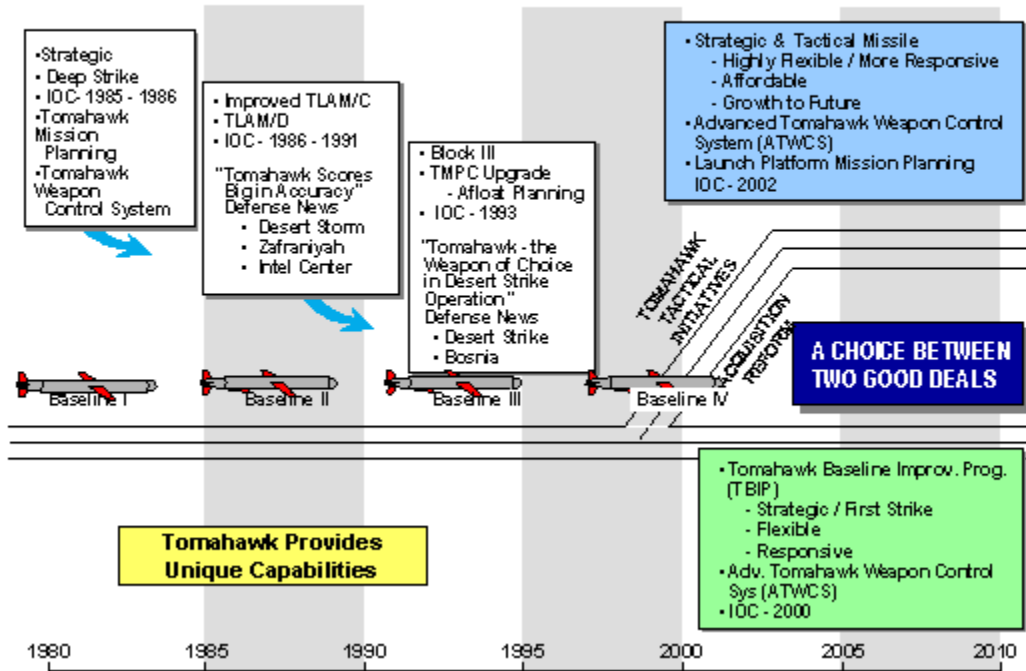 •Strategic
• Deep Strike
• IOC- 1985 - 1986
•Tomahawk
Mission
Planning
•Tomahawk
Weapon
Control System
• Improved TLAM/C
• TLAM/D
• IOC - 1986 - 1991
"Tomahawk Scores
Big in Accuracy"
Defense News
• Desert Storm
• Zafraniyah
• Intel Center
• Block III
• TMPC Upgrade
- Afloat Planning
• IOC - 1993
"Tomahawk - the
Weapon of Choice
in Desert Strike
Operation"
Defense News
• Desert Strike
• Bosnia
• Strategic & Tactical Missile
- Highly Flexible / More Responsive
- Affordable
- Growth to Future
• Advanced Tomahawk Weapon Control
System (ATWCS)
• Launch Platform Mission Planning
IOC - 2002
TOMAHAWK
TACTICAL
INITIATIVES
ACQUISITION
REFORM
A CHOICE BETWEEN
TWO GOOD DEALS
Baseline I
Baseline II
Baseline III
Baseline IV
• Tomahawk Baseline Improv. Prog.
(TBIP)
- Strategic / First Strike
- Flexible
- Responsive
• Adv. Tomahawk Weapon Control
Sys (ATWCS)
• IOC - 2000
Tomahawk Provides
Unique Capabilities
1980
1985
1990
1995
2000
2005
2010